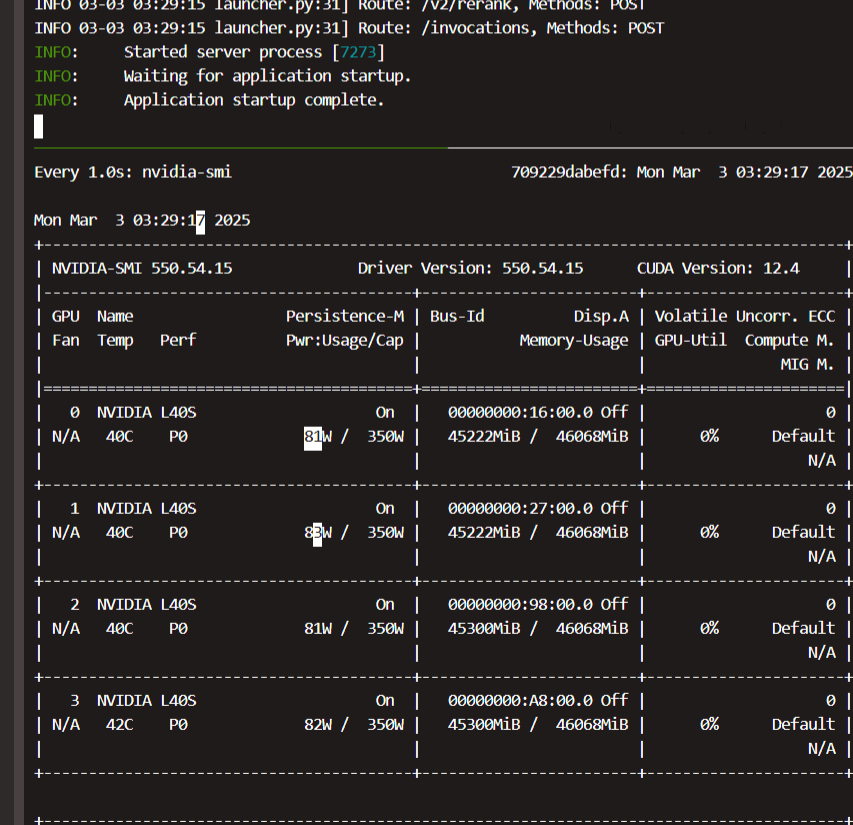 INFO 03-03 03:29:15 launcher.py:31] Route: /v2/rerank, Methods: POST
INFO 03-03 03:29:15 launcher.py:31] Route: /invocations, Methods: POST
INFO:     Started server process [7273]
INFO:     Waiting for application startup.
INFO:     Application startup complete.
Every 1.0s: nvidia-smi                               709229dabefd: Mon Mar  3 03:29:17 2025
Mon Mar  3 03:29:17 2025
+-----------------------------------------------------------------------------------------+
| NVIDIA-SMI 550.54.15              Driver Version: 550.54.15      CUDA Version: 12.4     |
|-----------------------------------------+------------------------+----------------------+
| GPU  Name                 Persistence-M | Bus-Id          Disp.A | Volatile Uncorr. ECC |
| Fan  Temp   Perf          Pwr:Usage/Cap |           Memory-Usage | GPU-Util  Compute M. |
|                                         |                        |               MIG M. |
|=========================================+========================+======================|
|   0  NVIDIA L40S                    On  |   00000000:16:00.0 Off |                    0 |
| N/A   40C    P0              81W /  350W |   45222MiB /  46068MiB |      0%      Default |
|                                         |                        |                  N/A |
+-----------------------------------------+------------------------+----------------------+
|   1  NVIDIA L40S                    On  |   00000000:27:00.0 Off |                    0 |
| N/A   40C    P0              83W /  350W |   45222MiB /  46068MiB |      0%      Default |
|                                         |                        |                  N/A |
+-----------------------------------------+------------------------+----------------------+
|   2  NVIDIA L40S                    On  |   00000000:98:00.0 Off |                    0 |
| N/A   40C    P0              81W /  350W |   45300MiB /  46068MiB |      0%      Default |
|                                         |                        |                  N/A |
+-----------------------------------------+------------------------+----------------------+
|   3  NVIDIA L40S                    On  |   00000000:A8:00.0 Off |                    0 |
| N/A   42C    P0              82W /  350W |   45300MiB /  46068MiB |      0%      Default |
|                                         |                        |                  N/A |
+-----------------------------------------+------------------------+----------------------+
+-----------------------------------------------------------------------------------------+